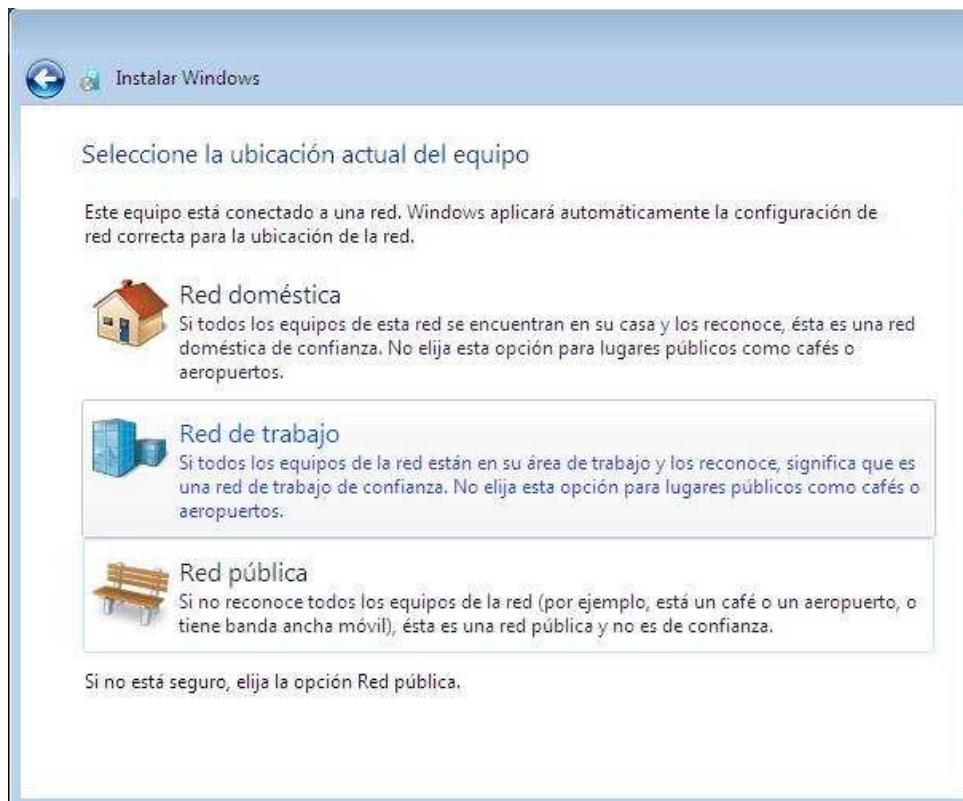 Instalar Windows
Seleccione la ubicación actual del equipo
Este equipo está conectado a una red. Windows aplicará automáticamente la configuración de
red correcta para la ubicación de la red.
Red doméstica
Si todos los equipos de esta red se encuentran en su casa y los reconoce, ésta es una red
doméstica de confianza. No elija esta opción para lugares públicos como cafés o
aeropuertos.
Red de trabajo
Si todos los equipos de la red están en su área de trabajo y los reconoce, significa que es
una red de trabajo de confianza. No elija esta opción para lugares públicos como cafés o
aeropuertos.
Red pública
Si no reconoce todos los equipos de la red (por ejemplo, está un café o un aeropuerto, o
tiene banda ancha móvil), ésta es una red pública y no es de confianza.
Si no está seguro, elija la opción Red pública.